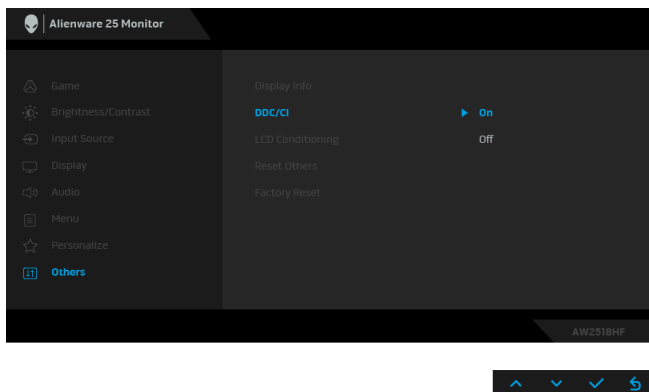 Alienware 25 Monitor
Game
Display Info
Brightness/Contrast
DDC/CI
On
Input Source
LCD Conditioning
Off
Display
Reset Others
Audio
Factory Reset
Menu
Personalize
Others
AW2518HF